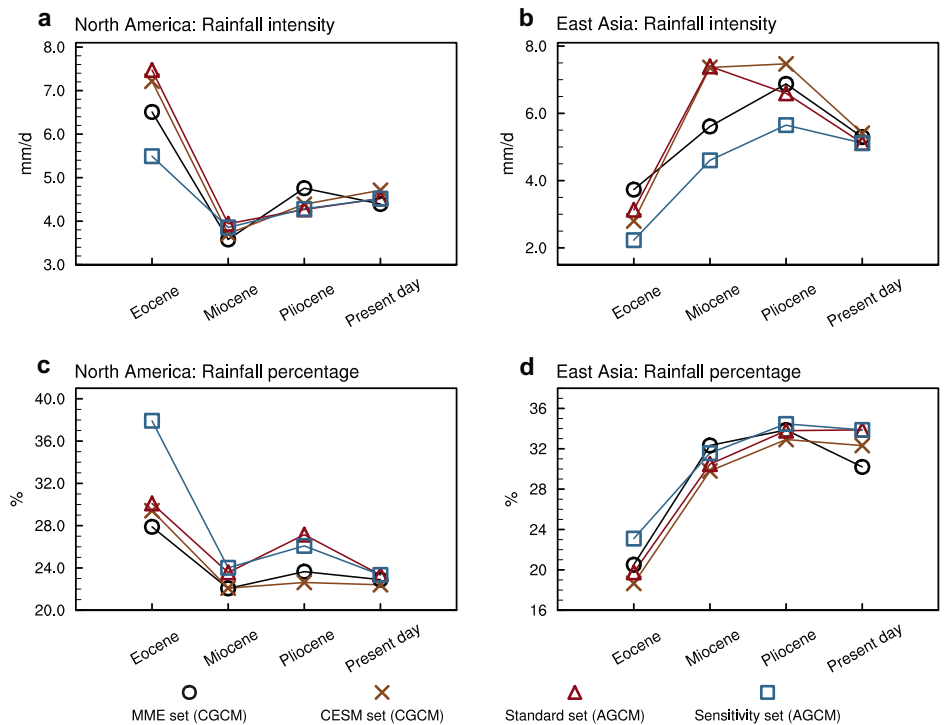 a North America: Rainfall intensity
8.0
7.0
6.0
5.0
4.0
3.0
mm/d
Eocene
Miocene
Pliocene
Present day
b East Asia: Rainfall intensity
8.0
6.0
4.0
2.0
mm/d
Eocene
Miocene
Pliocene
Present day
c North America: Rainfall percentage
40.0
36.0
32.0
28.0
24.0
20.0
%
Eocene
Miocene
Pliocene
Present day
d East Asia: Rainfall percentage
36
32
28
24
20
16
%
Eocene
Miocene
Pliocene
Present day
MME set (CGCM)
CESM set (CGCM)
Standard set (AGCM)
Sensitivity set (AGCM)